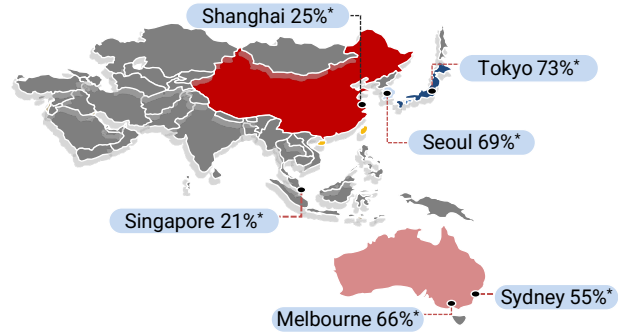 Shanghai 25%*
Tokyo 73%*
Seoul 69%*
Singapore 21%*
Sydney 55%*
Melbourne 66%*